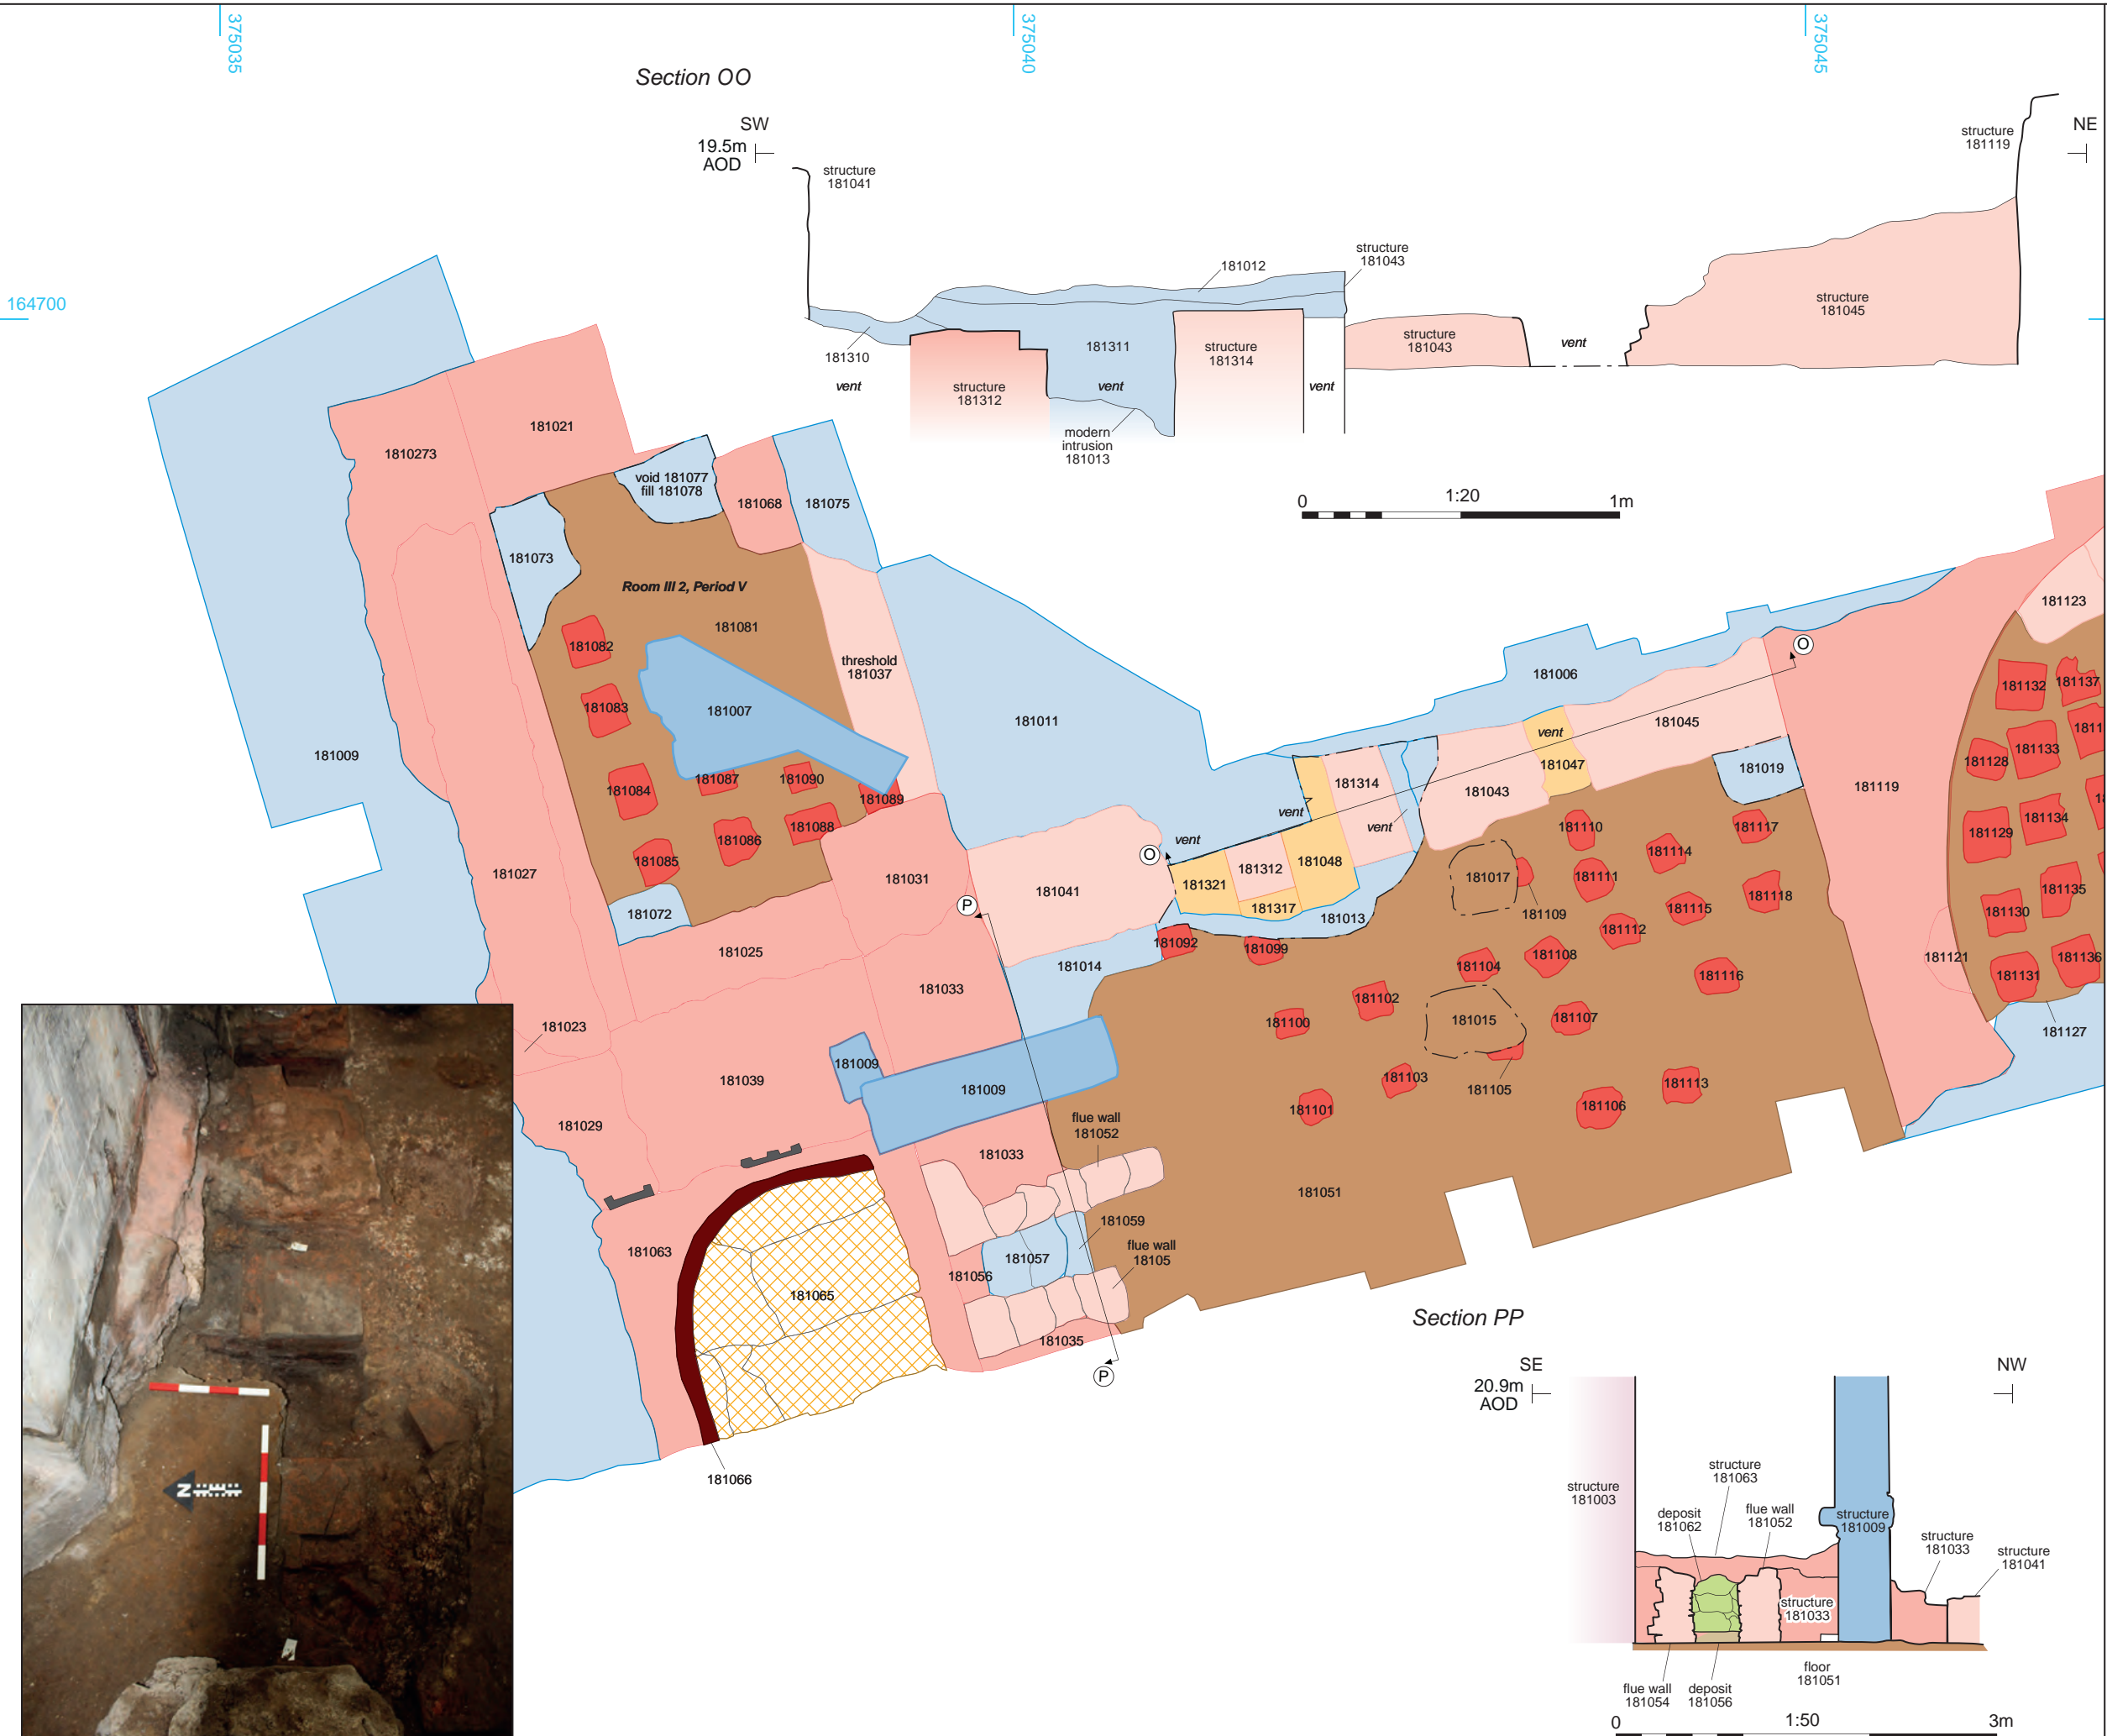 375035
375040
375045
164700
Section OO
SW
19.5m
AOD
NE
structure
181119
structure
181041
181012
structure
181043
181310
vent
structure
181312
181311
vent
modern
intrusion
181013
structure
181314
vent
structure
181043
vent
structure
181045
0
1:20
1m
1810273
181021
void 181077
fill 181078
181068
181075
181073
Room III 2, Period V
181081
181082
181083
181007
threshold
181037
181011
181009
181084
181087
181090
181089
181088
181086
181085
181072
181027
181025
181031
181041
181033
181023
181039
181029
181009
181009
181033
181063
181065
181066
181056
181057
181059
flue wall
181052
flue wall
18105
181035
P
P
O
O
vent
vent
181321
181312
181048
181317
181013
181314
vent
181043
vent
181047
181045
181006
181019
181014
181092
181099
181017
181109
181110
181111
181114
181117
181118
181115
181112
181108
181104
181102
181100
181015
181107
181116
181103
181105
181101
181106
181113
181051
181119
181121
181123
181132
181137
1811
181133
181128
181134
181129
181135
181130
181136
181131
181127
N
Section PP
SE
20.9m
AOD
NW
structure
181003
structure
181063
deposit
181062
flue wall
181052
structure
181009
structure
181033
structure
181041
structure
181033
floor
181051
flue wall
181054
deposit
181056
0
1:50
3m